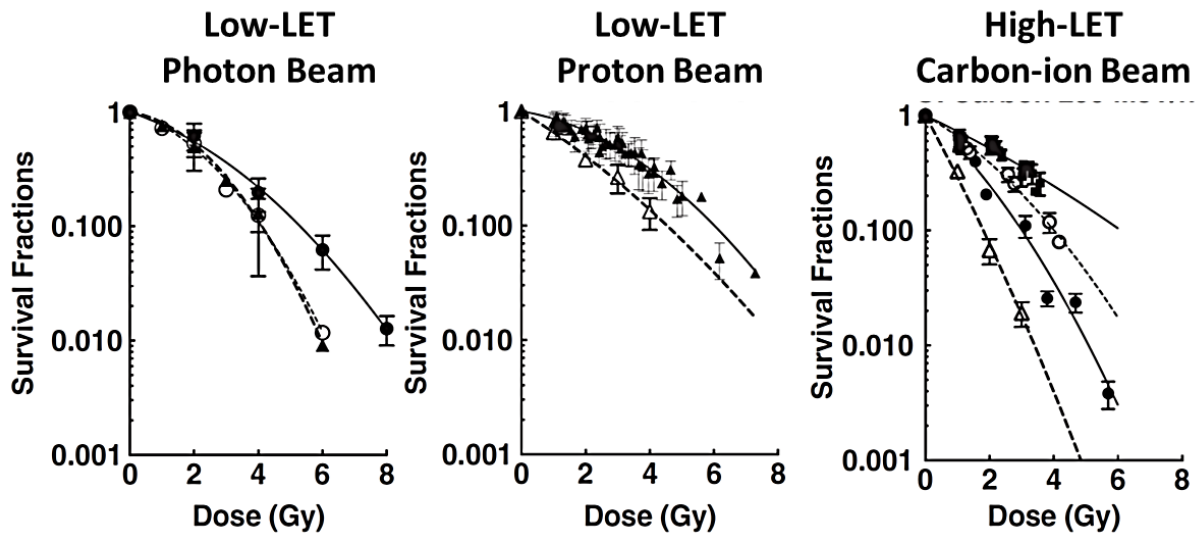 Low-LET
Photon Beam
Low-LET
Proton Beam
High-LET
Carbon-ion Beam
Survival Fractions
1
0.100
0.010
0.001
0 2 4 6 8
Dose (Gy)
Survival Fractions
1
0.100
0.010
0.001
0 2 4 6 8
Dose (Gy)
Survival Fractions
1
0.100
0.010
0.001
0 2 4 6 8
Dose (Gy)